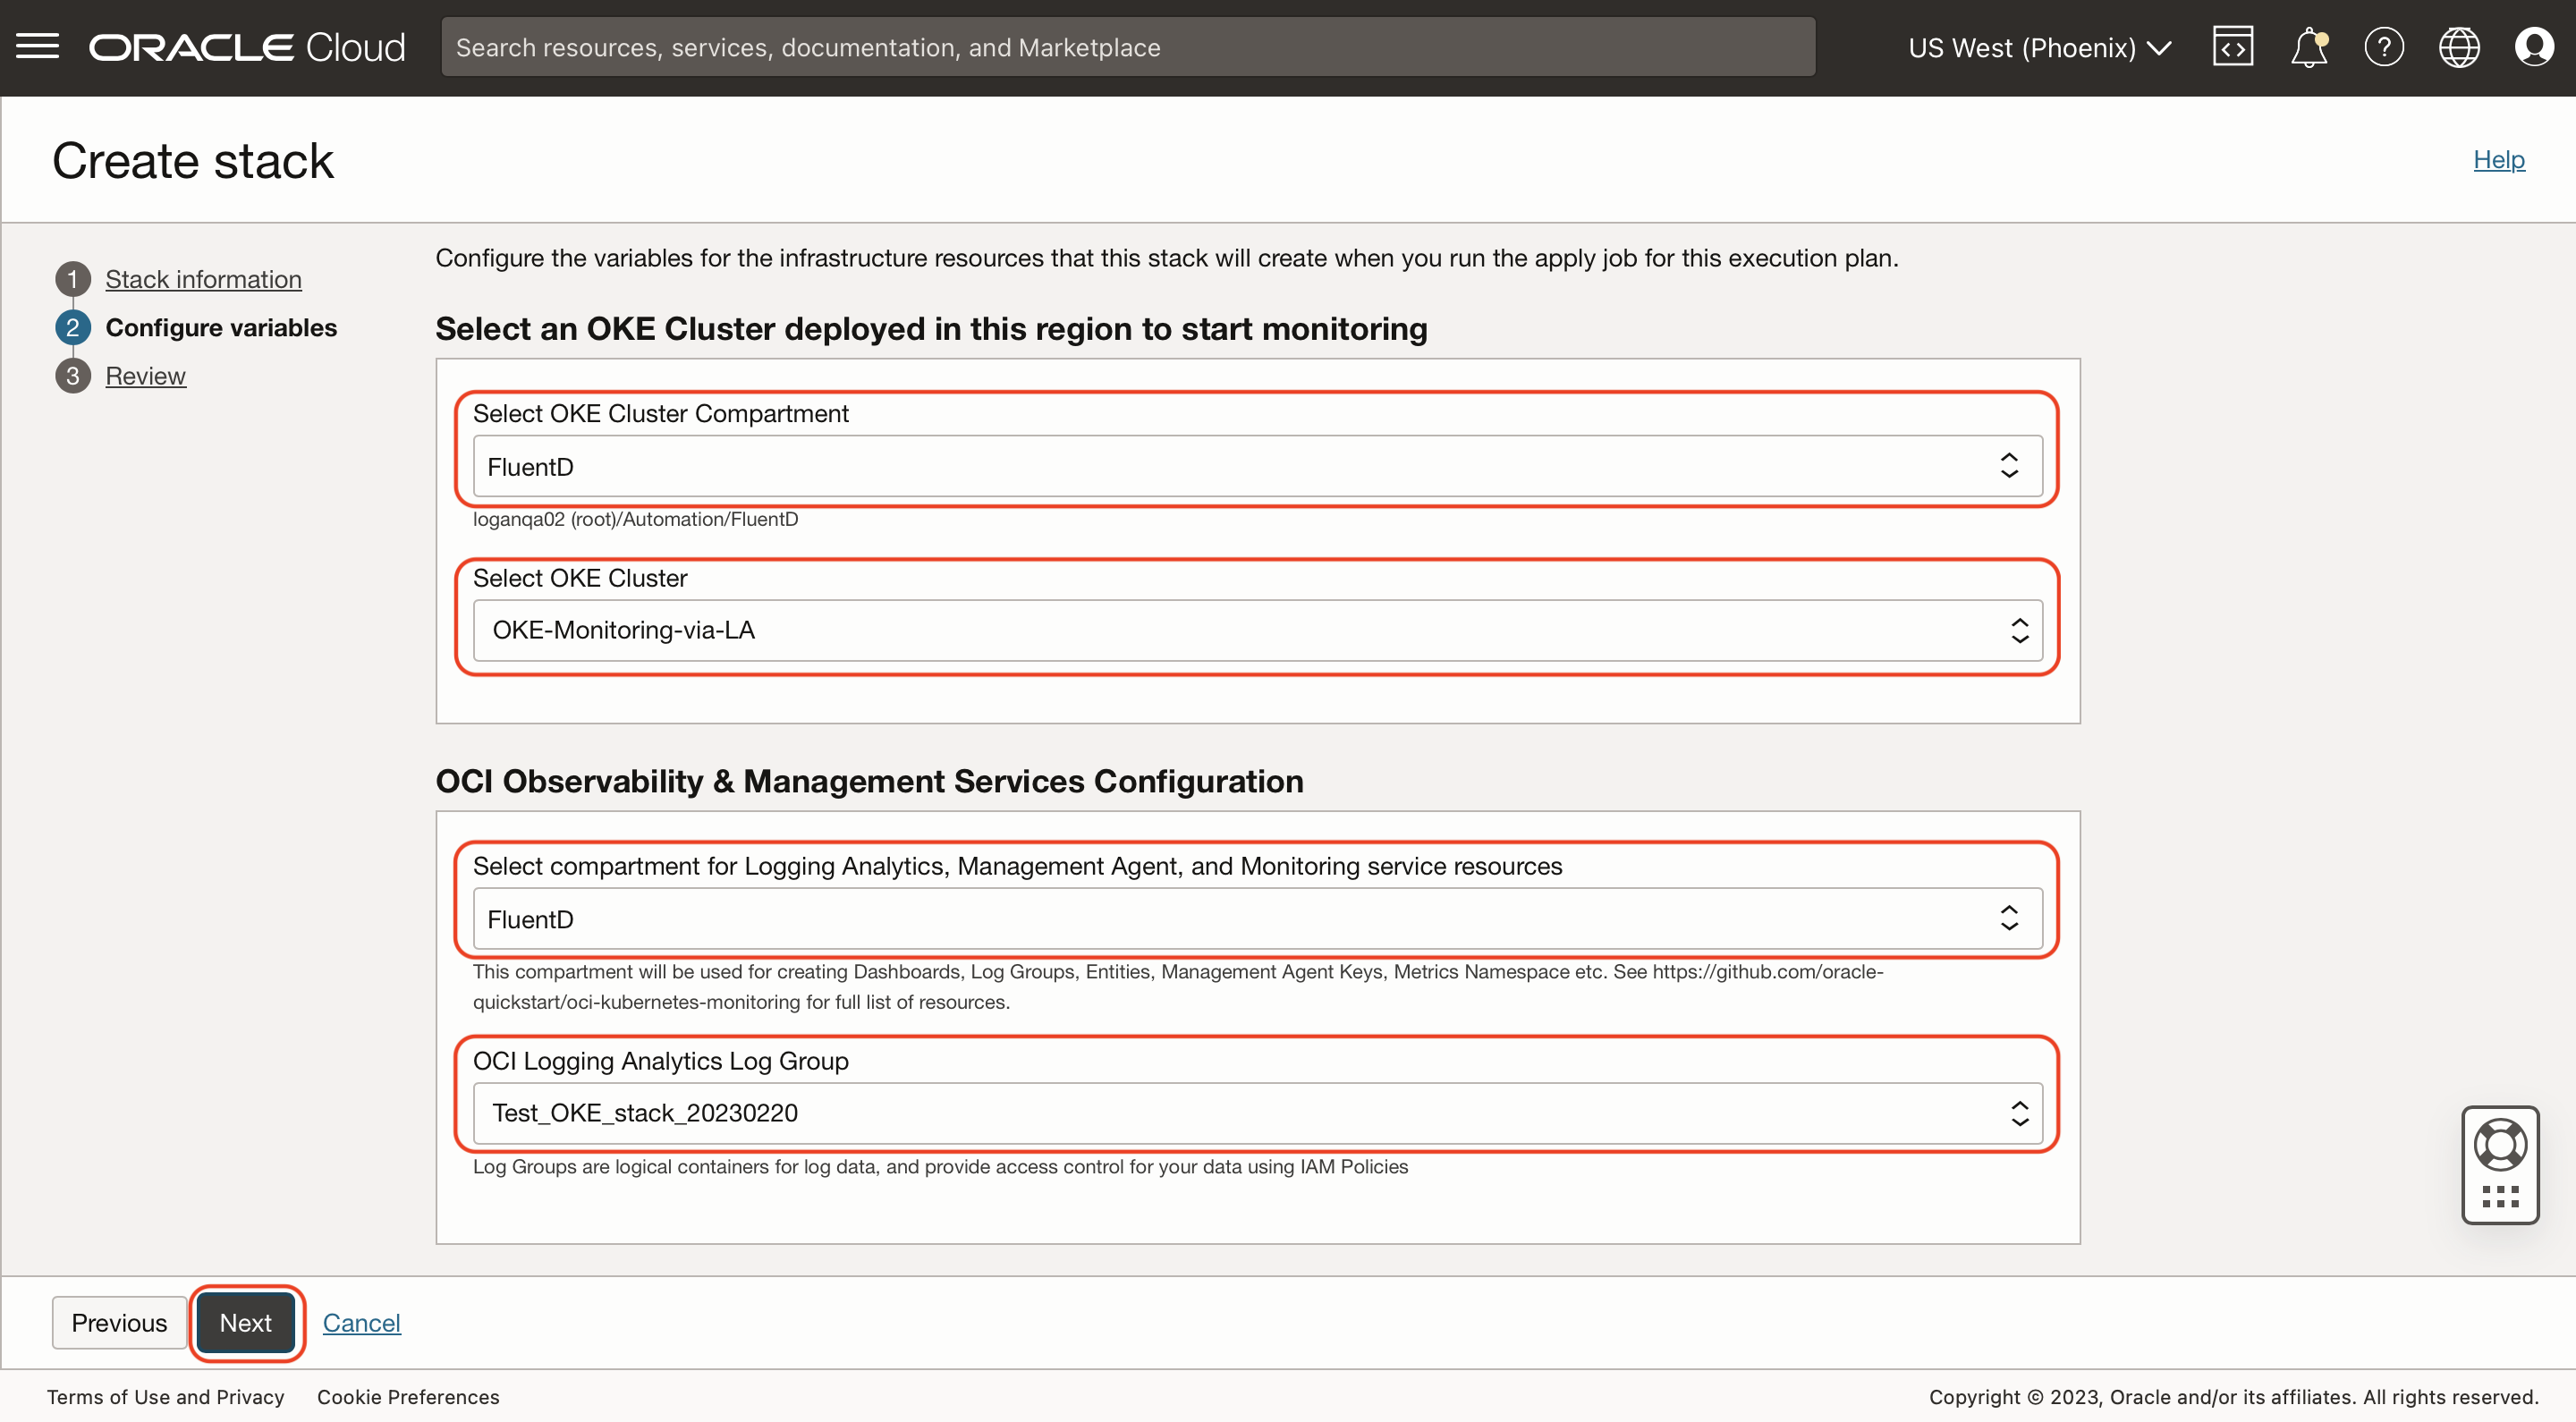 ORACLE Cloud
Search resources, services, documentation, and Marketplace
US West (Phoenix)
Create stack
Help
1 Stack information
2 Configure variables
3 Review
Configure the variables for the infrastructure resources that this stack will create when you run the apply job for this execution plan.
Select an OKE Cluster deployed in this region to start monitoring
Select OKE Cluster Compartment
FluentD
loganqa02 (root)/Automation/FluentD
Select OKE Cluster
OKE-Monitoring-via-LA
OCI Observability & Management Services Configuration
Select compartment for Logging Analytics, Management Agent, and Monitoring service resources
FluentD
This compartment will be used for creating Dashboards, Log Groups, Entities, Management Agent Keys, Metrics Namespace etc. See https://github.com/oracle-
quickstart/oci-kubernetes-monitoring for full list of resources.
OCI Logging Analytics Log Group
Test_OKE_stack_20230220
Log Groups are logical containers for log data, and provide access control for your data using IAM Policies
Previous
Next
Cancel
Terms of Use and Privacy
Cookie Preferences
Copyright © 2023, Oracle and/or its affiliates. All rights reserved.